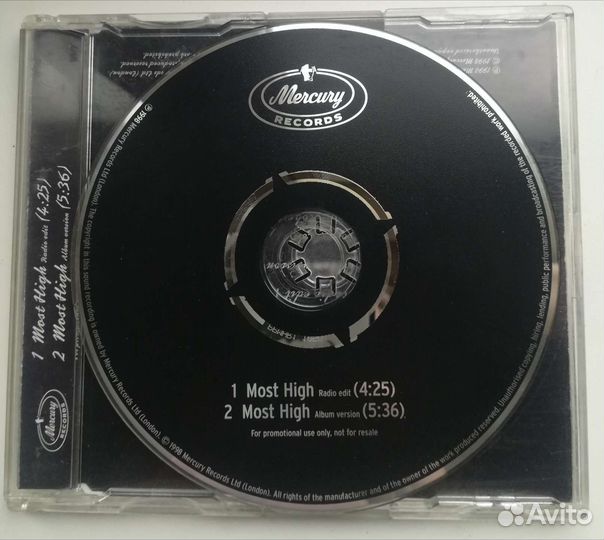 Mercury
RECORDS
1 Most High Radio edit (4:25)
2 Most High Album version (5:36)
For promotional use only, not for resale
℗ 1998 Mercury Records Ltd (London). The copyright in this sound recording is owned by Mercury Records Ltd (London). © 1998 Mercury Records Ltd (London). All rights of the manufacturer and of the owner of the work produced reserved. Unauthorised copying, hiring, lending, public performance and broadcasting of the recorded work prohibited.
1 Most High Radio edit (4:25)
2 Most High Album version (5:36)
Mercury
RECORDS
Avito